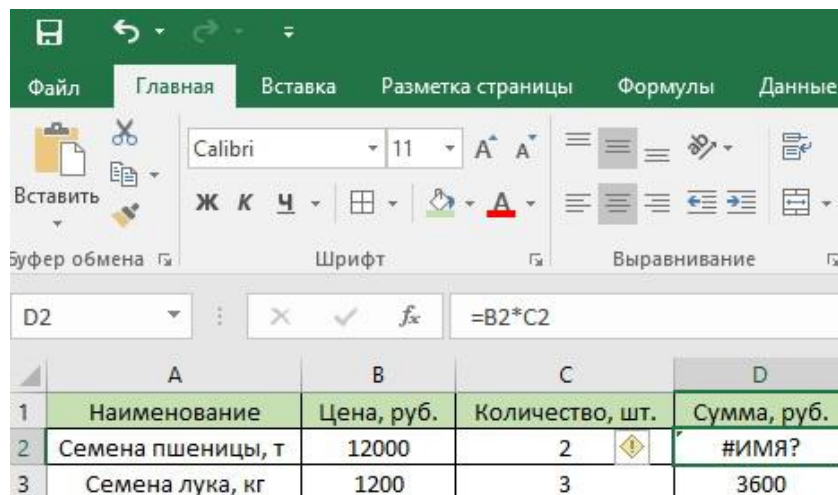 Файл Главная Вставка Разметка страницы Формулы Данные
Calibri 11 A A
Вставить Ж К Ч А
Буфер обмена Шрифт Выравнивание
D2 fx =B2*C2
A B C D
1 Наименование Цена, руб. Количество, шт. Сумма, руб.
2 Семена пшеницы, т 12000 2 #ИМЯ?
3 Семена лука, кг 1200 3 3600